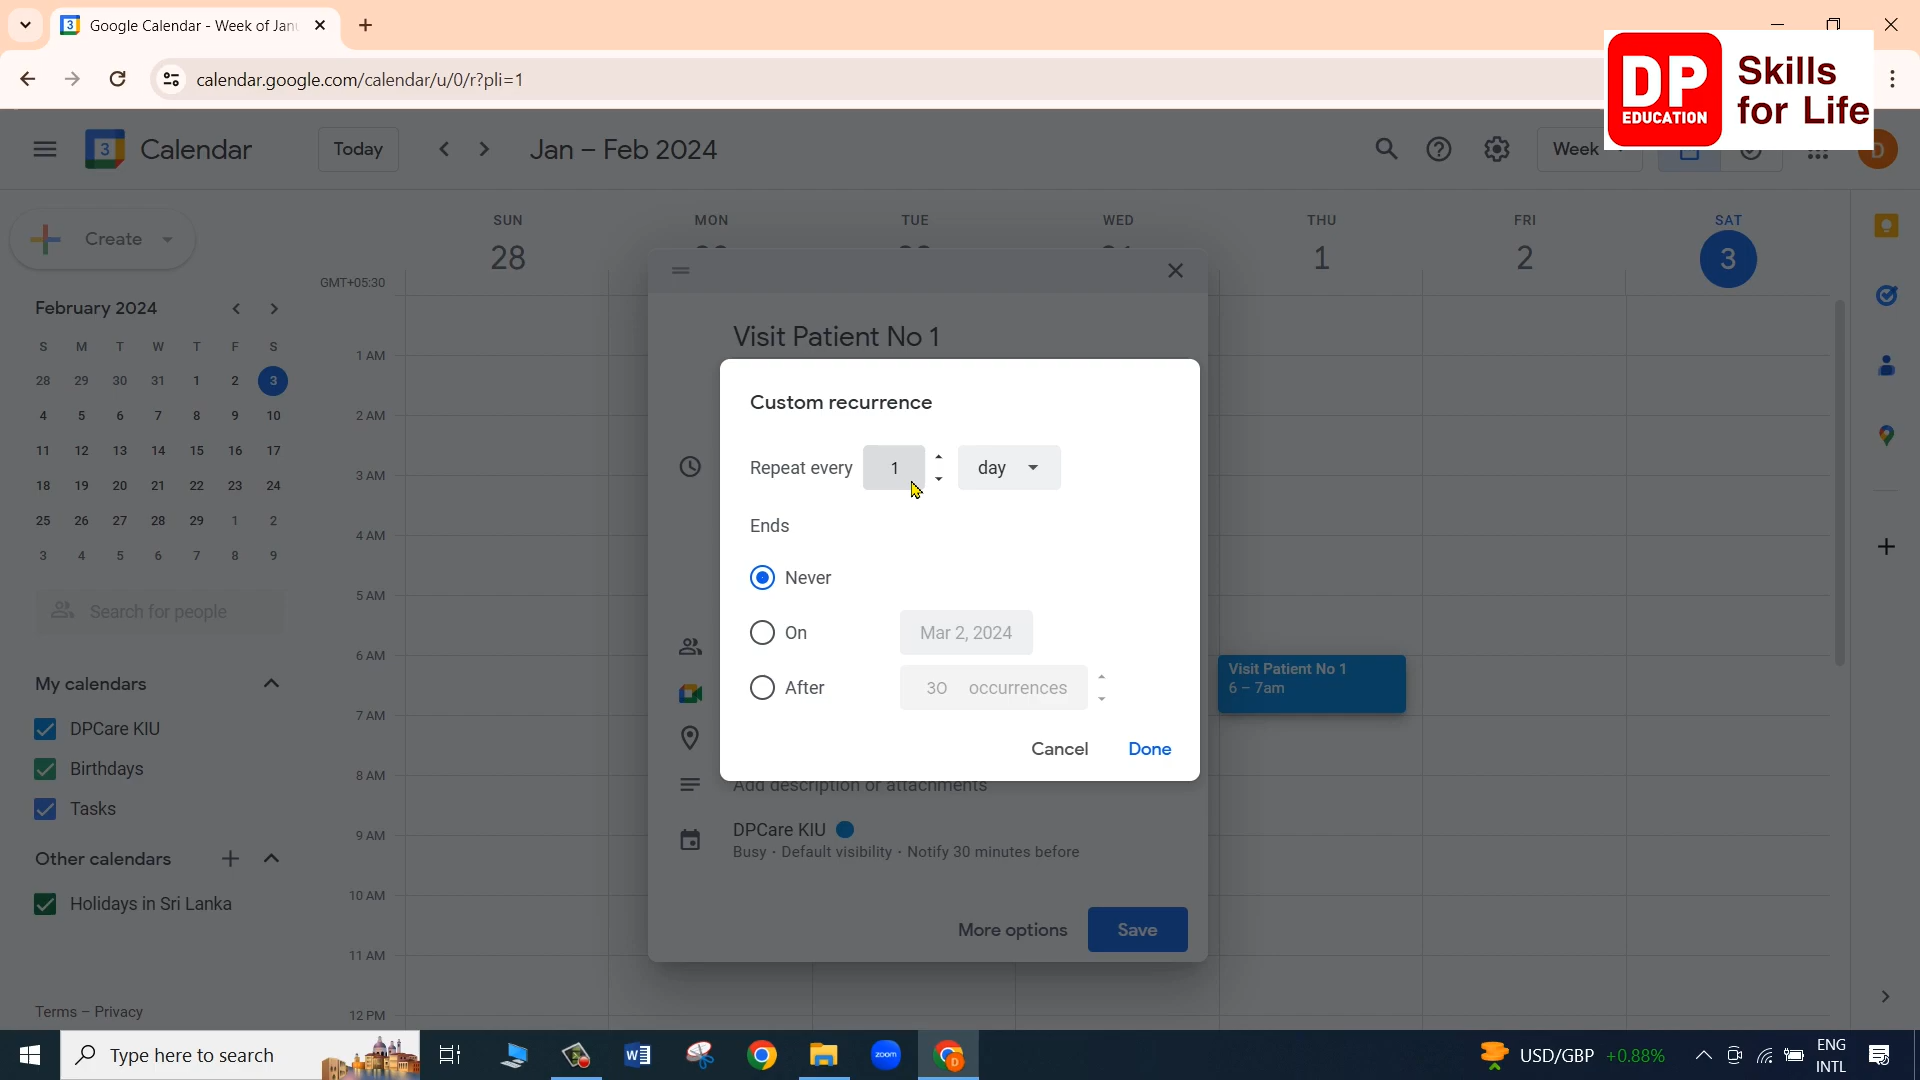 Google Calendar - Week of Jan
calendar.google.com/calendar/u/0/r?pli=1
DP
EDUCATION
Skills
for Life
3
Calendar
Today
Jan – Feb 2024
Week
D
Create
SUN
MON
TUE
WED
THU
FRI
SAT
28
1
2
3
GMT+05:30
February 2024
S M T W T F S
28 29 30 31 1 2 3
4 5 6 7 8 9 10
11 12 13 14 15 16 17
18 19 20 21 22 23 24
25 26 27 28 29 1 2
3 4 5 6 7 8 9
Search for people
My calendars
DPCare KIU
Birthdays
Tasks
Other calendars
Holidays in Sri Lanka
Terms – Privacy
1 AM
2 AM
3 AM
4 AM
5 AM
6 AM
7 AM
8 AM
9 AM
10 AM
11 AM
12 PM
Visit Patient No 1
Custom recurrence
Repeat every 1 day
Ends
Never
On Mar 2, 2024
After 30 occurrences
Cancel Done
Add description or attachments
DPCare KIU
Busy · Default visibility · Notify 30 minutes before
More options Save
Visit Patient No 1
6 – 7am
Type here to search
zoom
USD/GBP +0.88%
ENG
INTL